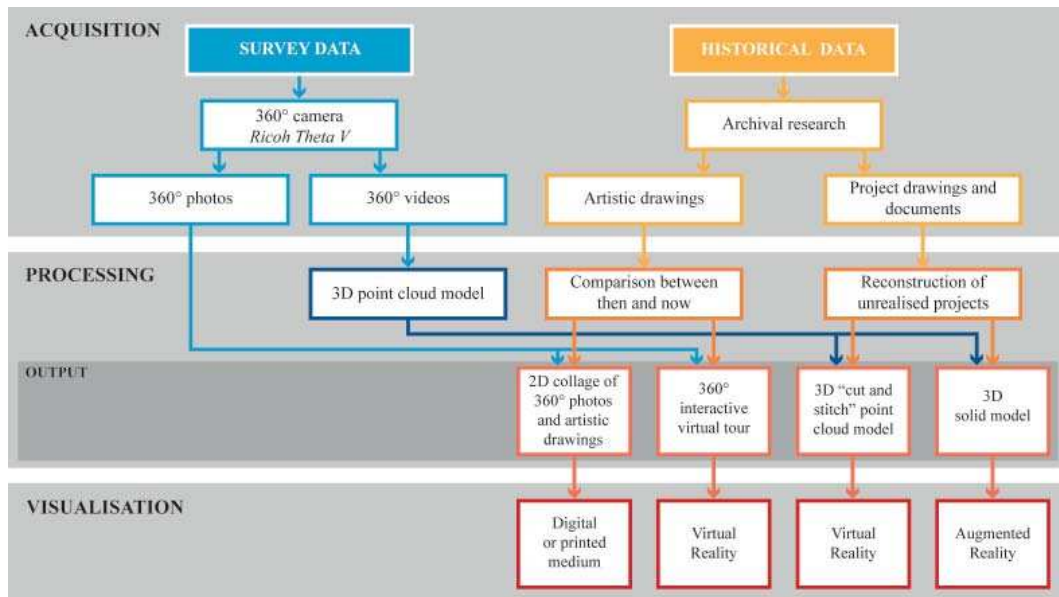 ACQUISITION
SURVEY DATA
HISTORICAL DATA
360° camera
Ricoh Theta V
Archival research
360° photos
360° videos
Artistic drawings
Project drawings and
documents
PROCESSING
3D point cloud model
Comparison between
then and now
Reconstruction of
unrealised projects
OUTPUT
2D collage of
360° photos
and artistic
drawings
360°
interactive
virtual tour
3D “cut and
stitch” point
cloud model
3D
solid model
VISUALISATION
Digital
or printed
medium
Virtual
Reality
Virtual
Reality
Augmented
Reality